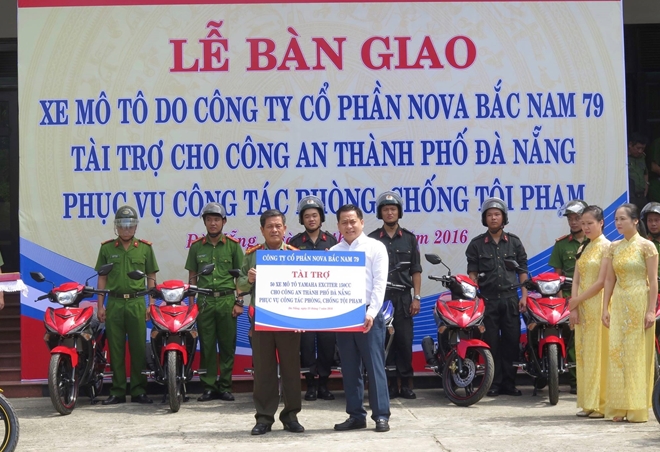 LỄ BÀN GIAO
XE MÔ TÔ DO CÔNG TY CỔ PHẦN NOVA BẮC NAM 79
TÀI TRỢ CHO CÔNG AN THÀNH PHỐ ĐÀ NẴNG
PHỤC VỤ CÔNG TÁC PHÒNG, CHỐNG TỘI PHẠM
2016
CÔNG TY CỔ PHẦN NOVA BẮC NAM 79
TÀI TRỢ
XE MÔ TÔ YAMAHA EXCITER 150CC
CHO CÔNG AN THÀNH PHỐ ĐÀ NẴNG
PHỤC VỤ CÔNG TÁC PHÒNG, CHỐNG TỘI PHẠM